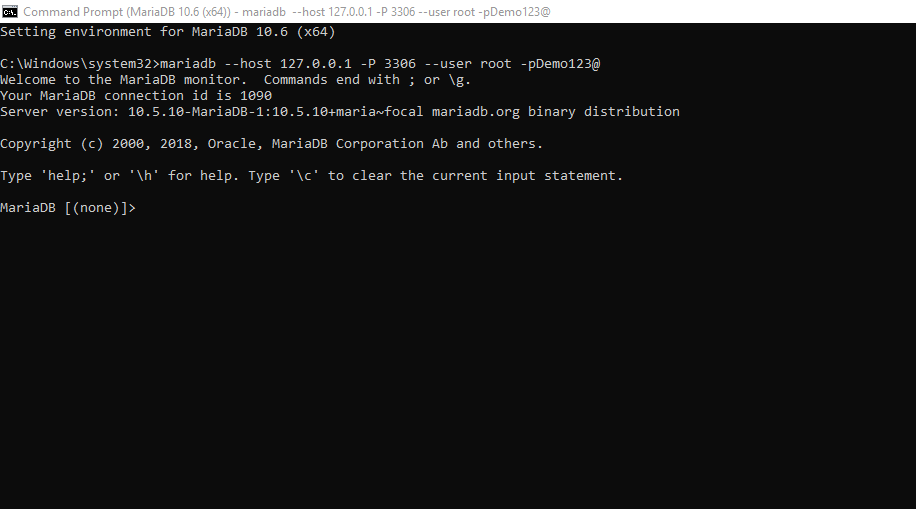 Command Prompt (MariaDB 10.6 (x64)) - mariadb  --host 127.0.0.1 -P 3306 --user root -pDemo123@
Setting environment for MariaDB 10.6 (x64)
C:\Windows\system32>mariadb --host 127.0.0.1 -P 3306 --user root -pDemo123@
Welcome to the MariaDB monitor.  Commands end with ; or \g.
Your MariaDB connection id is 1090
Server version: 10.5.10-MariaDB-1:10.5.10+maria~focal mariadb.org binary distribution
Copyright (c) 2000, 2018, Oracle, MariaDB Corporation Ab and others.
Type 'help;' or '\h' for help. Type '\c' to clear the current input statement.
MariaDB [(none)]>